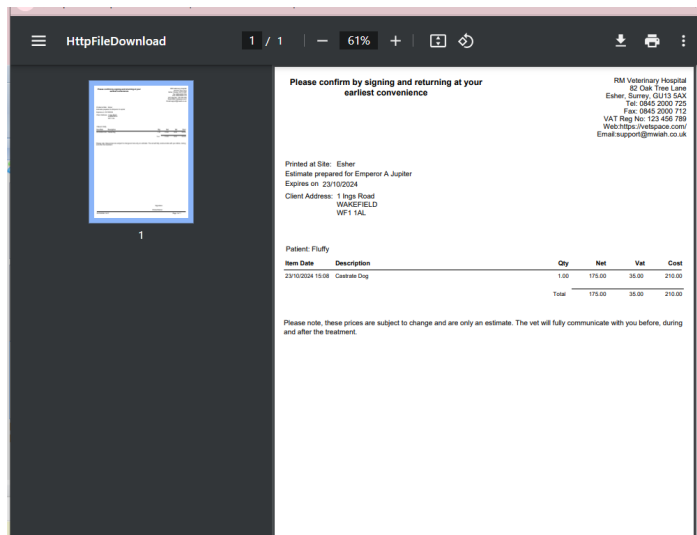 HttpFileDownload
1 / 1
61%
Please confirm by signing and returning at your
earliest convenience
RM Veterinary Hospital
82 Oak Tree Lane
Esher, Surrey, GU13 5AX
Tel: 0845 2000 725
Fax: 0845 2000 712
VAT Reg No: 123 456 789
Web:https://vetspace.com/
Email:support@mwiah.co.uk
Printed at Site: Esher
Estimate prepared for Emperor A Jupiter
Expires on 23/10/2024
Client Address: 1 Ings Road
WAKEFIELD
WF1 1AL
1
Patient: Fluffy
Item Date Description Qty Net Vat Cost
23/10/2024 15:08 Castrate Dog 1.00 175.00 35.00 210.00
Total 175.00 35.00 210.00
Please note, these prices are subject to change and are only an estimate. The vet will fully communicate with you before, during
and after the treatment.